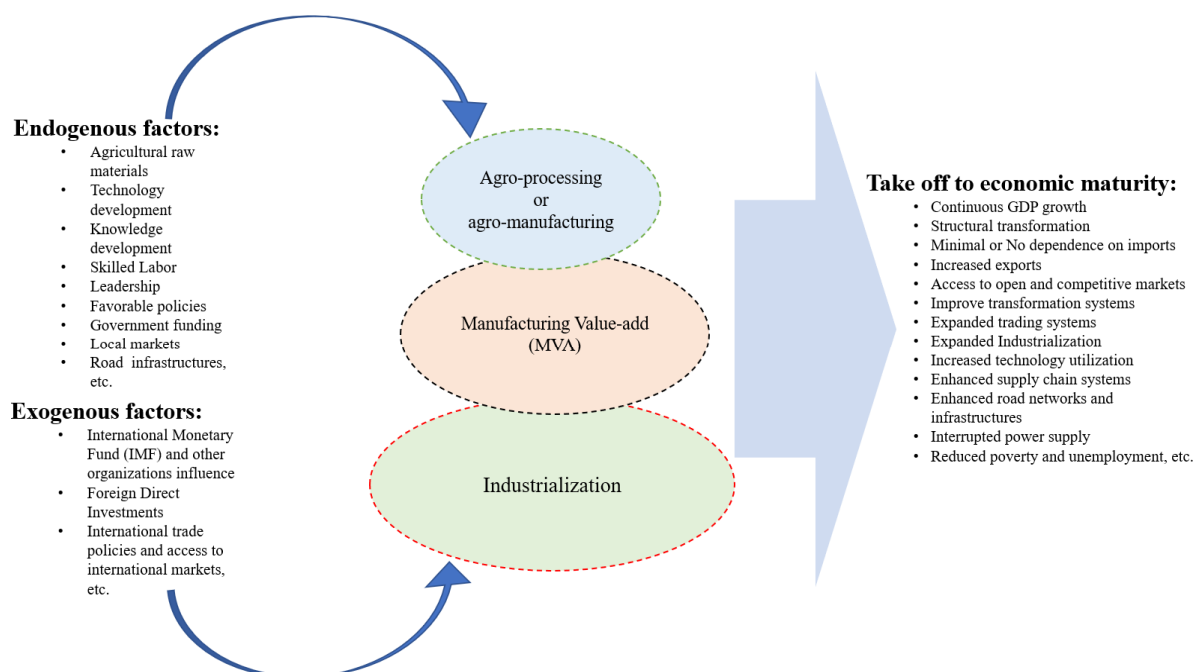 Endogenous factors:
• Agricultural raw
materials
• Technology
development
• Knowledge
development
• Skilled Labor
• Leadership
• Favorable policies
• Government funding
• Local markets
• Road infrastructures,
etc.
Exogenous factors:
• International Monetary
Fund (IMF) and other
organizations influence
• Foreign Direct
Investments
• International trade
policies and access to
international markets,
etc.
Agro-processing
or
agro-manufacturing
Manufacturing Value-add
(MVA)
Industrialization
Take off to economic maturity:
• Continuous GDP growth
• Structural transformation
• Minimal or No dependence on imports
• Increased exports
• Access to open and competitive markets
• Improve transformation systems
• Expanded trading systems
• Expanded Industrialization
• Increased technology utilization
• Enhanced supply chain systems
• Enhanced road networks and
infrastructures
• Interrupted power supply
• Reduced poverty and unemployment, etc.